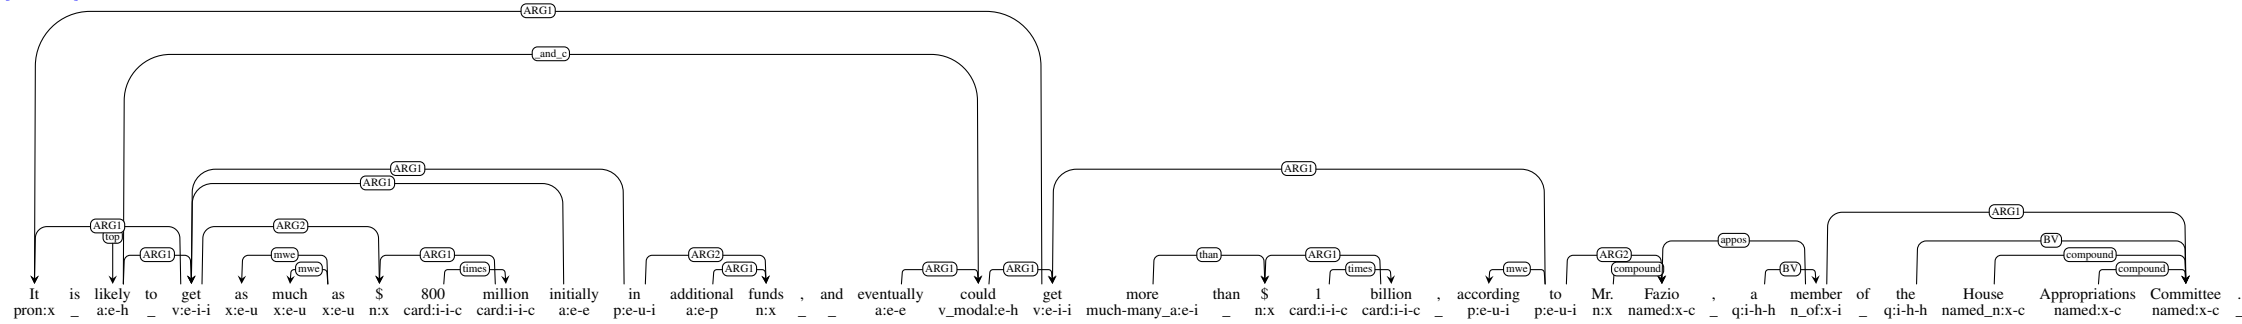 ARG1
_and_c
ARG1
ARG1
ARG1 ARG2 ARG1
top appos
ARG1 mwe ARG1 ARG2 than ARG1 ARG2 BV
mwe times ARG1 ARG1 ARG1 times mwe compound BV compound compound
It is likely to get as much as $ 800 million initially in additional funds , and eventually could get more than $ 1 billion , according to Mr. Fazio , a member of the House Appropriations Committee .
pron:x _ a:e-h _ v:e-i-i x:e-u x:e-u x:e-u n:x card:i-i-c card:i-i-c a:e-e p:e-u-i a:e-p n:x _ _ a:e-e v_modal:e-h v:e-i-i much-many_a:e-i _ n:x card:i-i-c card:i-i-c _ p:e-u-i p:e-u-i n:x named:x-c _ q:i-h-h n_of:x-i _ q:i-h-h named_n:x-c named:x-c named:x-c _